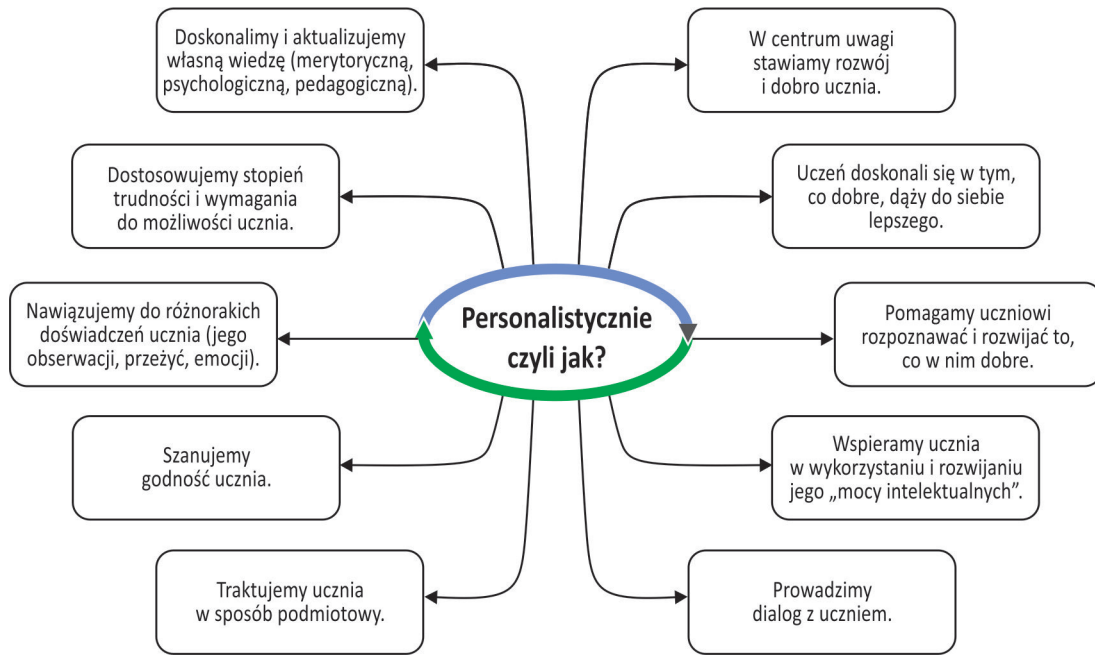 Doskonalimy i aktualizujemy
własną wiedzę (merytoryczną,
psychologiczną, pedagogiczną).
W centrum uwagi
stawiamy rozwój
i dobro ucznia.
Dostosowujemy stopień
trudności i wymagania
do możliwości ucznia.
Uczeń doskonali się w tym,
co dobre, dąży do siebie
lepszego.
Nawiązujemy do różnorakich
doświadczeń ucznia (jego
obserwacji, przeżyć, emocji).
Personalistycznie
czyli jak?
Pomagamy uczniowi
rozpoznawać i rozwijać to,
co w nim dobre.
Szanujemy
godność ucznia.
Wspieramy ucznia
w wykorzystaniu i rozwijaniu
jego „mocy intelektualnych”.
Traktujemy ucznia
w sposób podmiotowy.
Prowadzimy
dialog z uczniem.